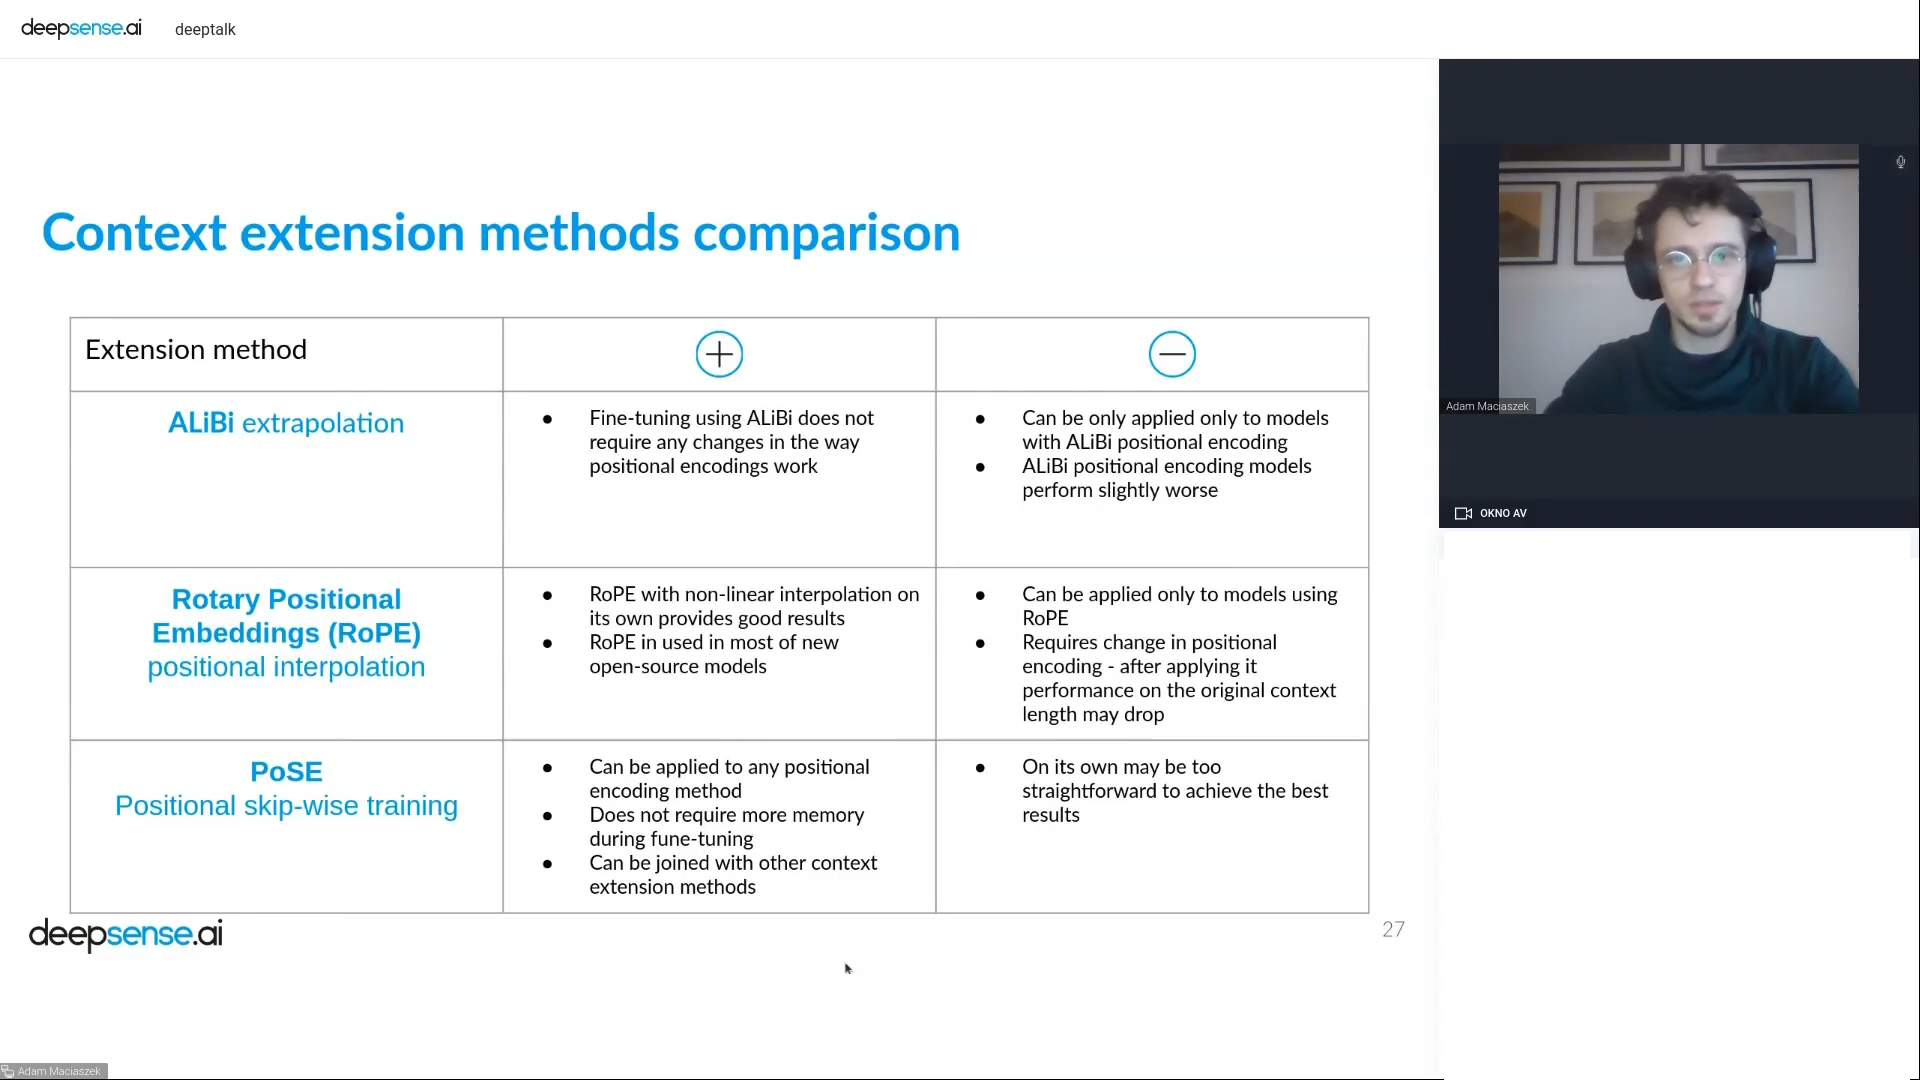 deepsense.ai
deeptalk
Context extension methods comparison
Extension method
ALiBi extrapolation
● Fine-tuning using ALiBi does not
require any changes in the way
positional encodings work
● Can be only applied only to models
with ALiBi positional encoding
● ALiBi positional encoding models
perform slightly worse
Rotary Positional
Embeddings (RoPE)
positional interpolation
● RoPE with non-linear interpolation on
its own provides good results
● RoPE in used in most of new
open-source models
● Can be applied only to models using
RoPE
● Requires change in positional
encoding - after applying it
performance on the original context
length may drop
PoSE
Positional skip-wise training
● Can be applied to any positional
encoding method
● Does not require more memory
during fune-tuning
● Can be joined with other context
extension methods
● On its own may be too
straightforward to achieve the best
results
deepsense.ai
27
Adam Maciaszek
Adam Maciaszek
OKNO AV